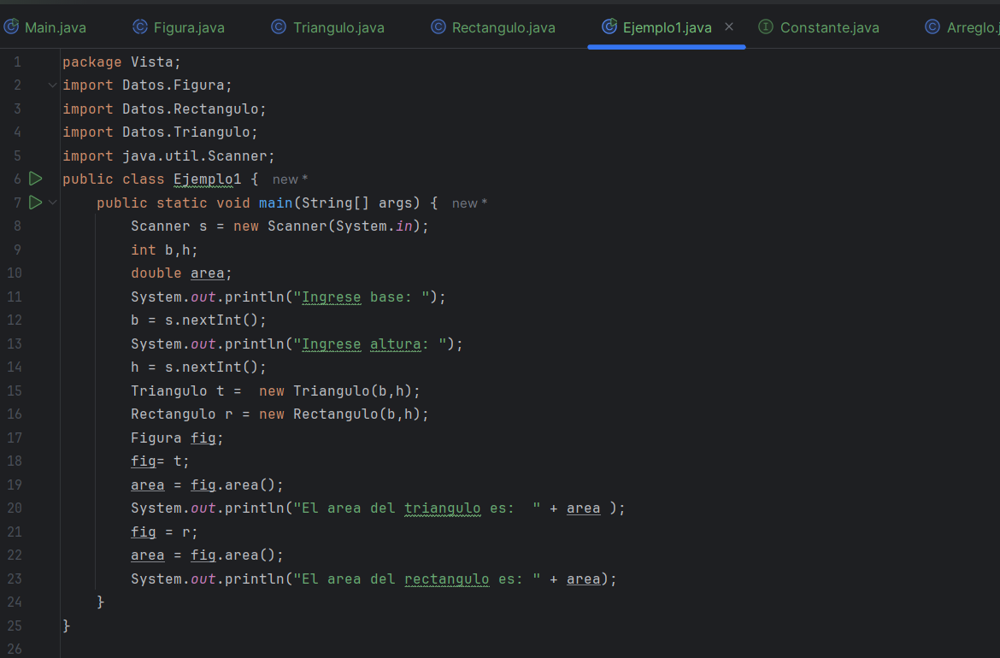 Main.java Figura.java Triangulo.java Rectangulo.java Ejemplo1.java Constante.java Arreglo.j
1 package Vista;
2 import Datos.Figura;
3 import Datos.Rectangulo;
4 import Datos.Triangulo;
5 import java.util.Scanner;
6 public class Ejemplo1 { new *
7 public static void main(String[] args) { new *
8 Scanner s = new Scanner(System.in);
9 int b,h;
10 double area;
11 System.out.println("Ingrese base: ");
12 b = s.nextInt();
13 System.out.println("Ingrese altura: ");
14 h = s.nextInt();
15 Triangulo t =  new Triangulo(b,h);
16 Rectangulo r = new Rectangulo(b,h);
17 Figura fig;
18 fig= t;
19 area = fig.area();
20 System.out.println("El area del triangulo es:  " + area );
21 fig = r;
22 area = fig.area();
23 System.out.println("El area del rectangulo es: " + area);
24 }
25 }
26